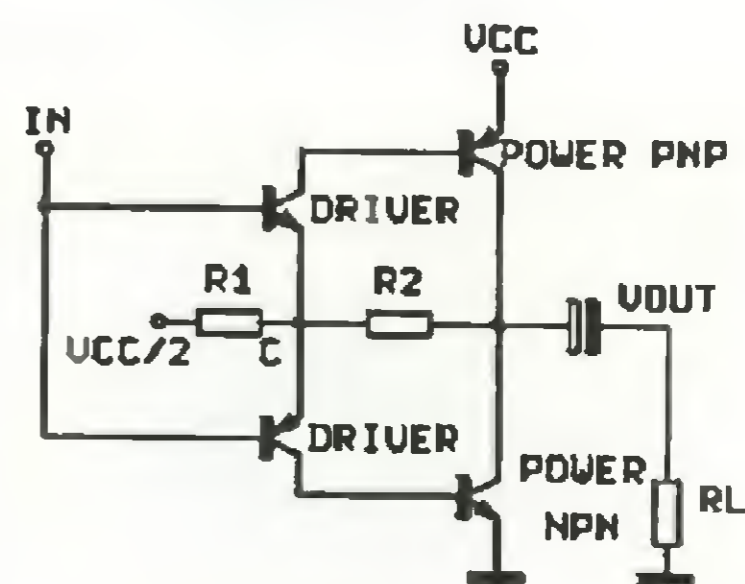 VCC
IN
POWER PNP
DRIVER
R1
R2
VOUT
VCC/2
C
DRIVER
POWER
NPN
RL